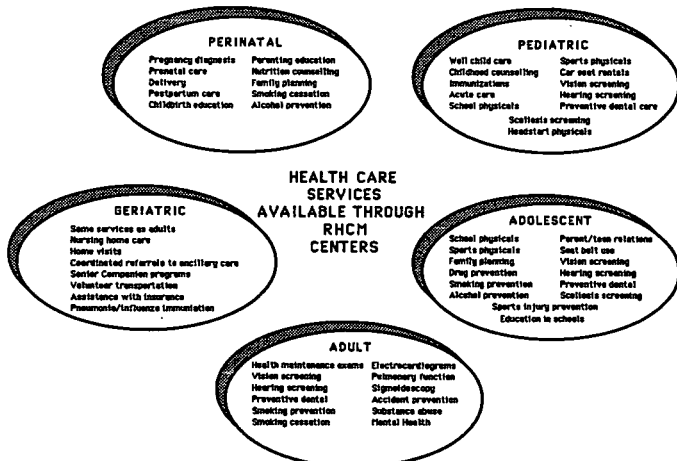 PERINATAL
Pregnancy diagnosis
Prenatal care
Delivery
Postpartum care
Childbirth education
Parenting education
Nutrition counselling
Family planning
Smoking cessation
Alcohol prevention
PEDIATRIC
Well child care
Childhood counselling
Immunizations
Acute care
School physicals
Sports physicals
Car seat rentals
Vision screening
Hearing screening
Preventive dental care
Scoliosis screening
Headstart physicals
HEALTH CARE
SERVICES
AVAILABLE THROUGH
RHCM
CENTERS
GERIATRIC
Same services as adults
Nursing home care
Home visits
Coordinated referrals to ancillary care
Senior Companion programs
Volunteer transportation
Assistance with insurance
Pneumonia/influenza immuniation
ADOLESCENT
School physicals
Sports physicals
Family planning
Drug prevention
Smoking prevention
Alcohol prevention
Parent/teen relations
Seat belt use
Vision screening
Hearing screening
Preventive dental
Scoliosis screening
Sports injury prevention
Education in schools
ADULT
Health maintenance exams
Vision screening
Hearing screening
Preventive dental
Smoking prevention
Smoking cessation
Electrocardiograms
Pulmonary function
Sigmoidoscopy
Accident prevention
Substance abuse
Mental Health